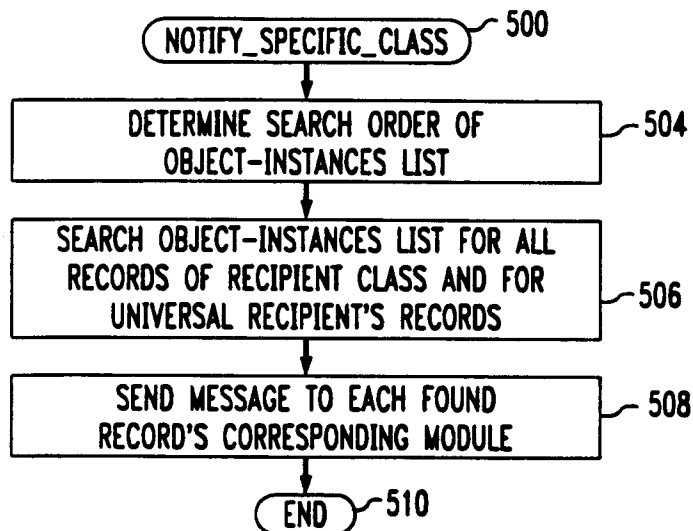 NOTIFY_SPECIFIC_CLASS 500
DETERMINE SEARCH ORDER OF
OBJECT-INSTANCES LIST
504
SEARCH OBJECT-INSTANCES LIST FOR ALL
RECORDS OF RECIPIENT CLASS AND FOR
UNIVERSAL RECIPIENT'S RECORDS
506
SEND MESSAGE TO EACH FOUND
RECORD'S CORRESPONDING MODULE
508
END 510